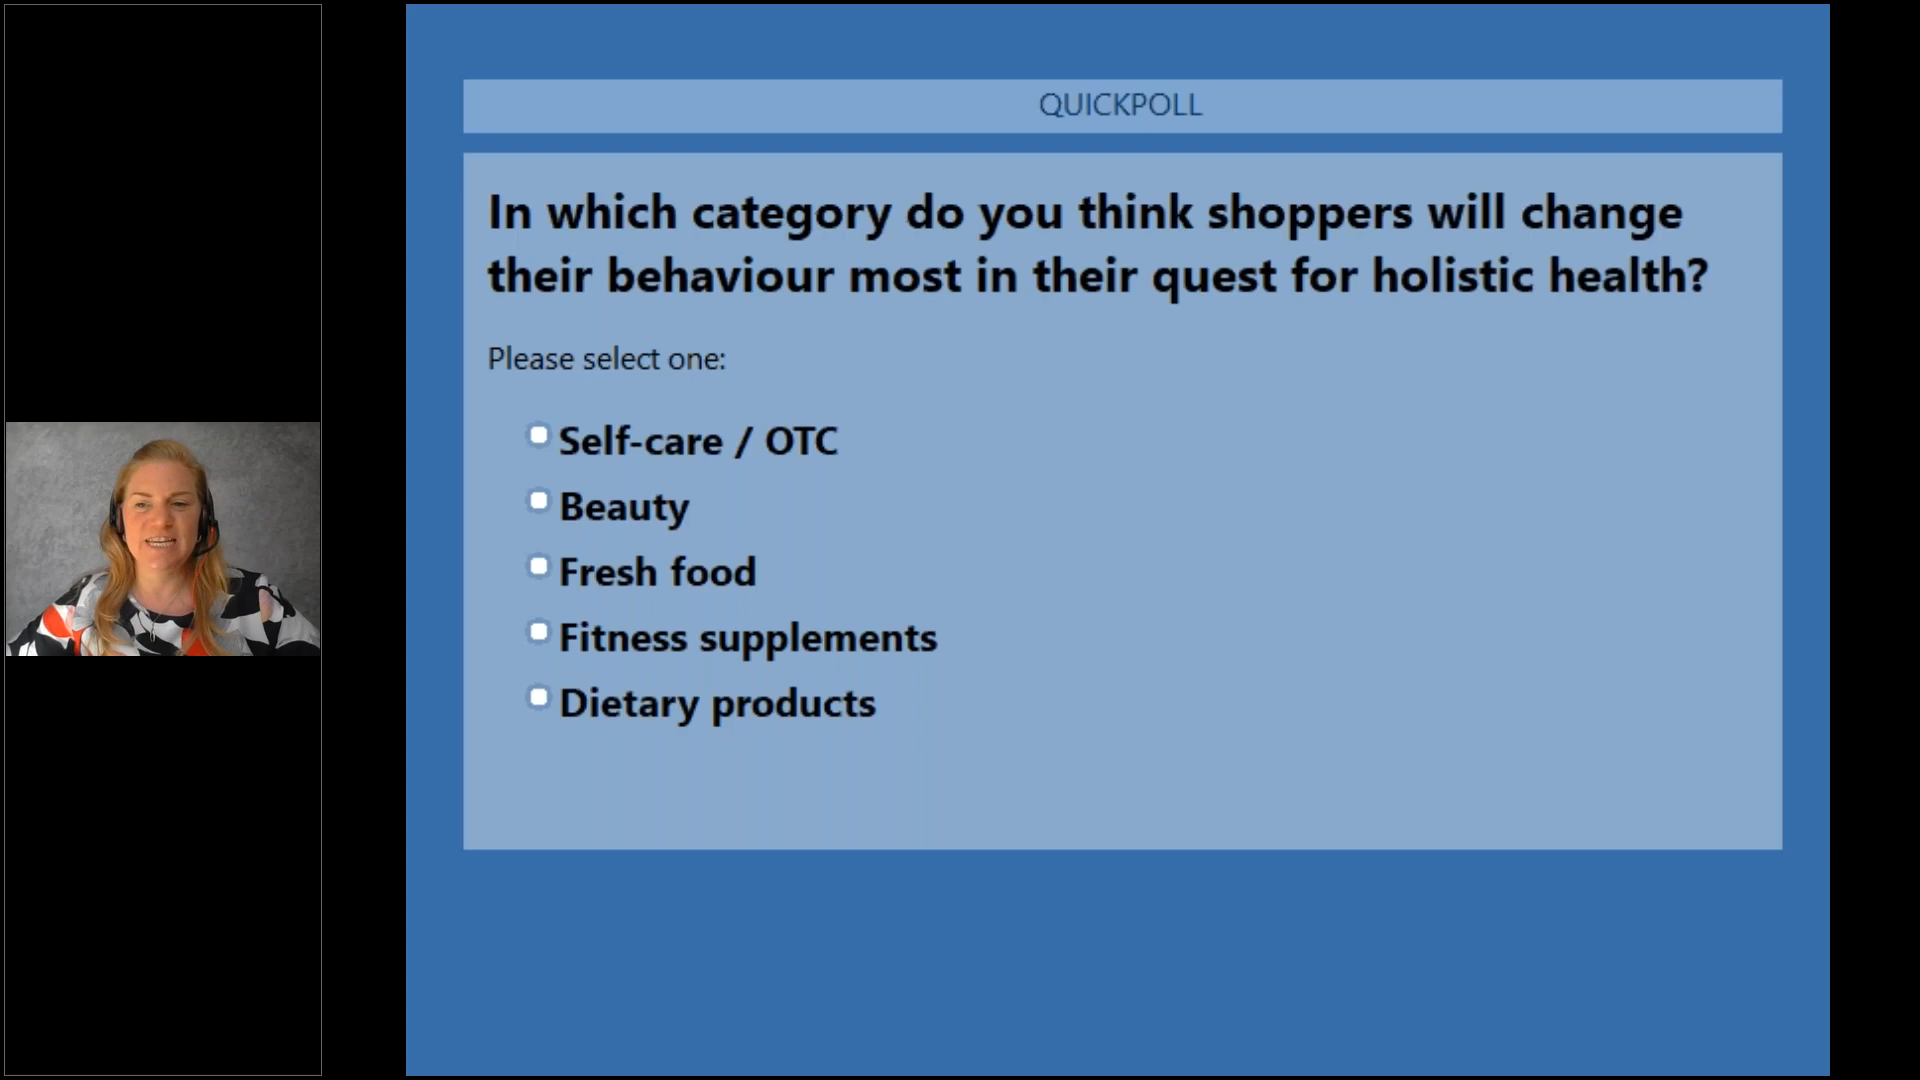 QUICKPOLL
In which category do you think shoppers will change
their behaviour most in their quest for holistic health?
Please select one:
Self-care / OTC
Beauty
Fresh food
Fitness supplements
Dietary products